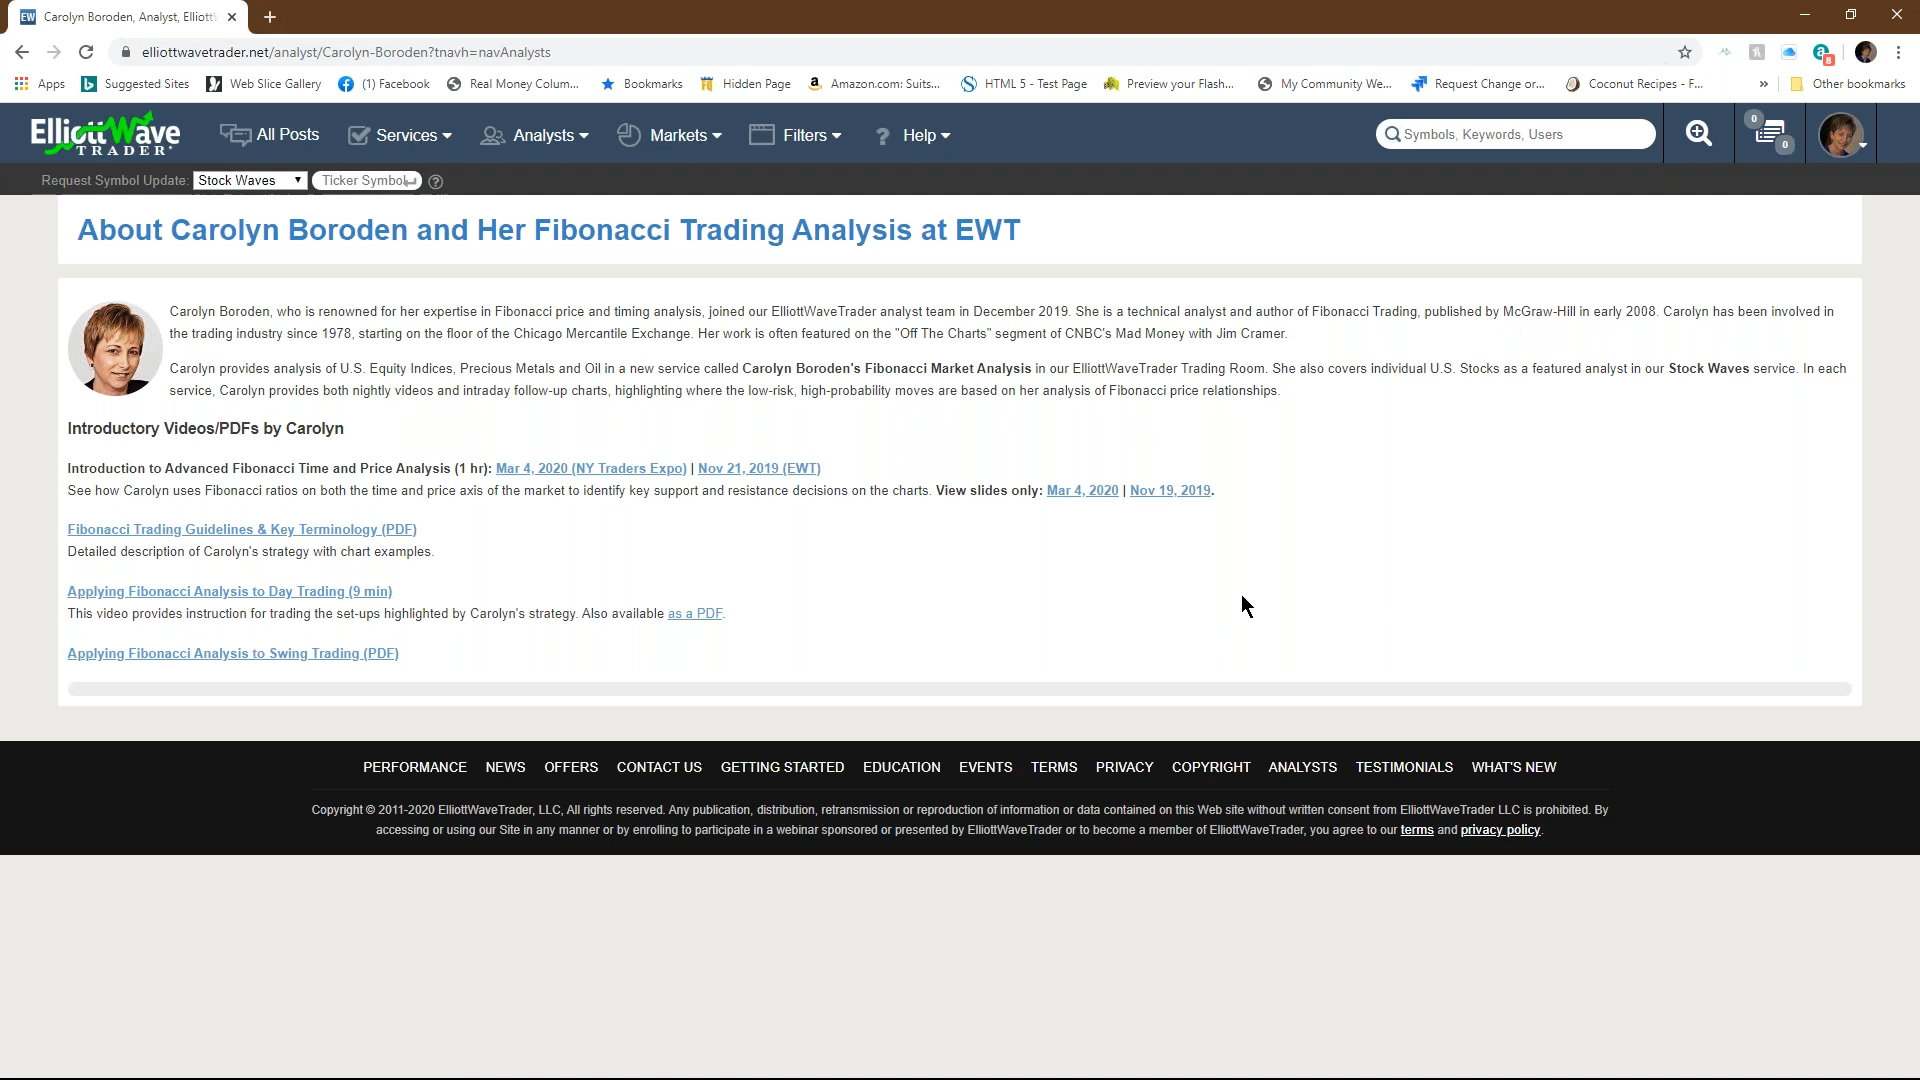 Carolyn Boroden, Analyst, Elliott
elliottwavetrader.net/analyst/Carolyn-Boroden?tnavh=navAnalysts
8
Apps Suggested Sites Web Slice Gallery (1) Facebook Real Money Colum... Bookmarks Hidden Page Amazon.com: Suits... HTML 5 - Test Page Preview your Flash... My Community We... Request Change or... Coconut Recipes - F... » Other bookmarks
ElliottWave
TRADER
All Posts Services Analysts Markets Filters ? Help Symbols, Keywords, Users 0 0
Request Symbol Update: Stock Waves Ticker Symbol ?
About Carolyn Boroden and Her Fibonacci Trading Analysis at EWT
Carolyn Boroden, who is renowned for her expertise in Fibonacci price and timing analysis, joined our ElliottWaveTrader analyst team in December 2019. She is a technical analyst and author of Fibonacci Trading, published by McGraw-Hill in early 2008. Carolyn has been involved in
the trading industry since 1978, starting on the floor of the Chicago Mercantile Exchange. Her work is often featured on the "Off The Charts" segment of CNBC's Mad Money with Jim Cramer.
Carolyn provides analysis of U.S. Equity Indices, Precious Metals and Oil in a new service called Carolyn Boroden's Fibonacci Market Analysis in our ElliottWaveTrader Trading Room. She also covers individual U.S. Stocks as a featured analyst in our Stock Waves service. In each
service, Carolyn provides both nightly videos and intraday follow-up charts, highlighting where the low-risk, high-probability moves are based on her analysis of Fibonacci price relationships.
Introductory Videos/PDFs by Carolyn
Introduction to Advanced Fibonacci Time and Price Analysis (1 hr): Mar 4, 2020 (NY Traders Expo) | Nov 21, 2019 (EWT)
See how Carolyn uses Fibonacci ratios on both the time and price axis of the market to identify key support and resistance decisions on the charts. View slides only: Mar 4, 2020 | Nov 19, 2019.
Fibonacci Trading Guidelines & Key Terminology (PDF)
Detailed description of Carolyn's strategy with chart examples.
Applying Fibonacci Analysis to Day Trading (9 min)
This video provides instruction for trading the set-ups highlighted by Carolyn's strategy. Also available as a PDF.
Applying Fibonacci Analysis to Swing Trading (PDF)
PERFORMANCE NEWS OFFERS CONTACT US GETTING STARTED EDUCATION EVENTS TERMS PRIVACY COPYRIGHT ANALYSTS TESTIMONIALS WHAT'S NEW
Copyright © 2011-2020 ElliottWaveTrader, LLC, All rights reserved. Any publication, distribution, retransmission or reproduction of information or data contained on this Web site without written consent from ElliottWaveTrader LLC is prohibited. By
accessing or using our Site in any manner or by enrolling to participate in a webinar sponsored or presented by ElliottWaveTrader or to become a member of ElliottWaveTrader, you agree to our terms and privacy policy.